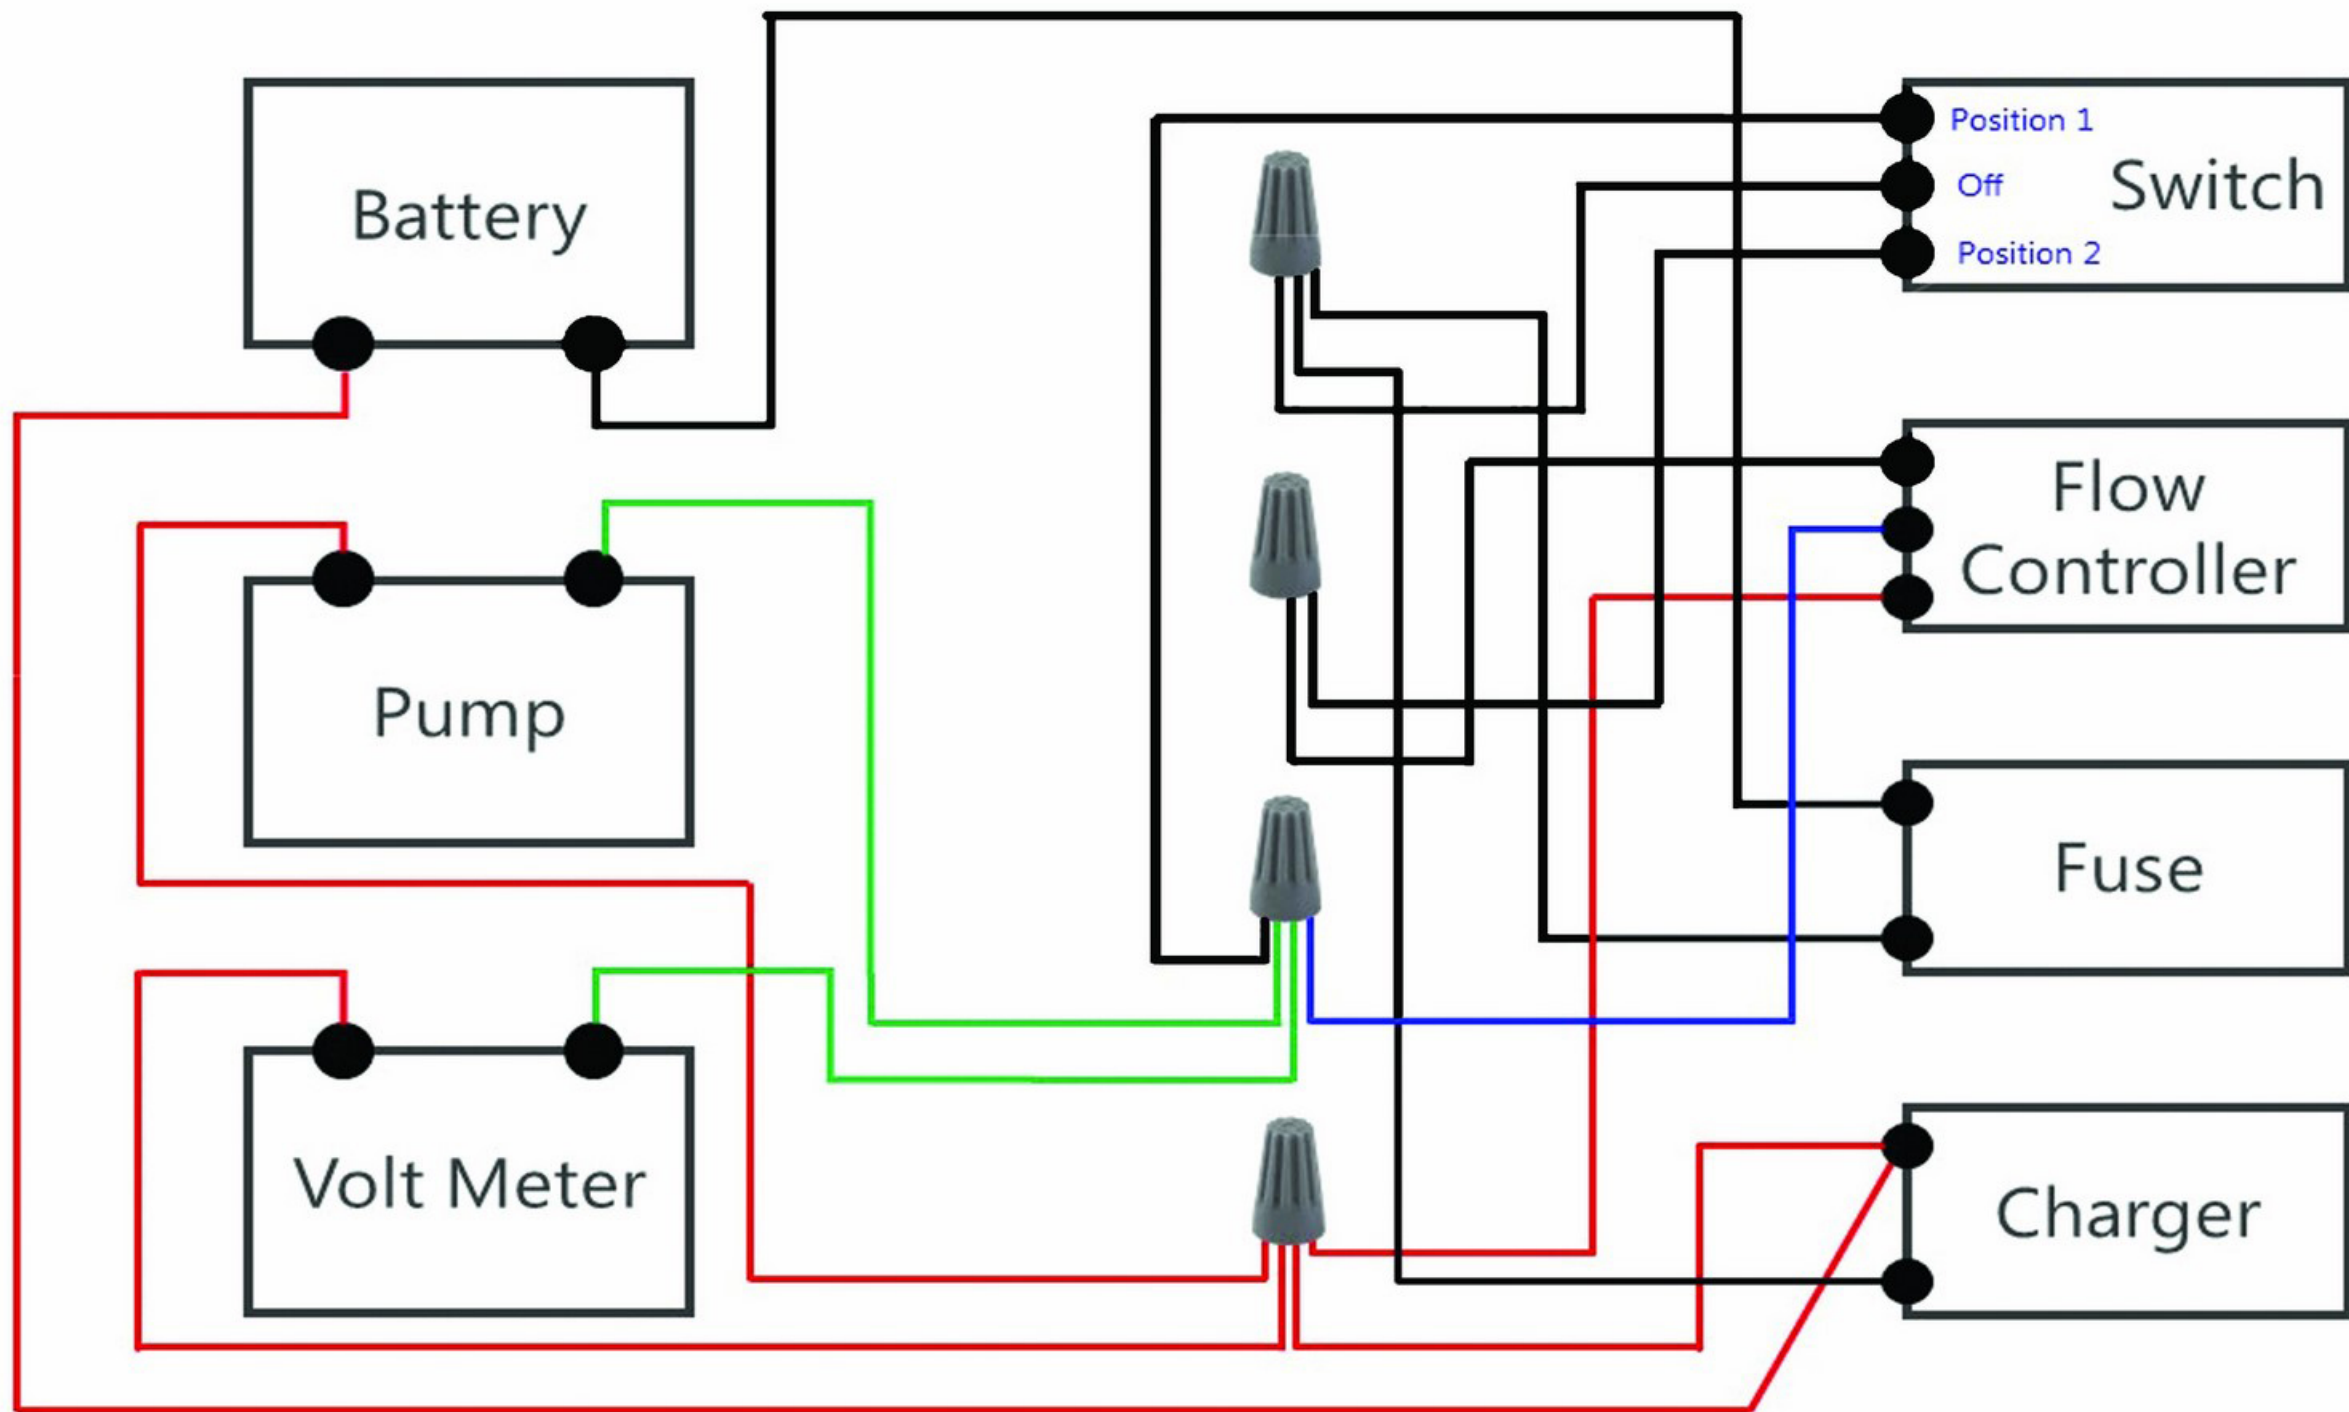 Battery
Position 1
Off
Switch
Position 2
Flow
Controller
Pump
Fuse
Volt Meter
Charger